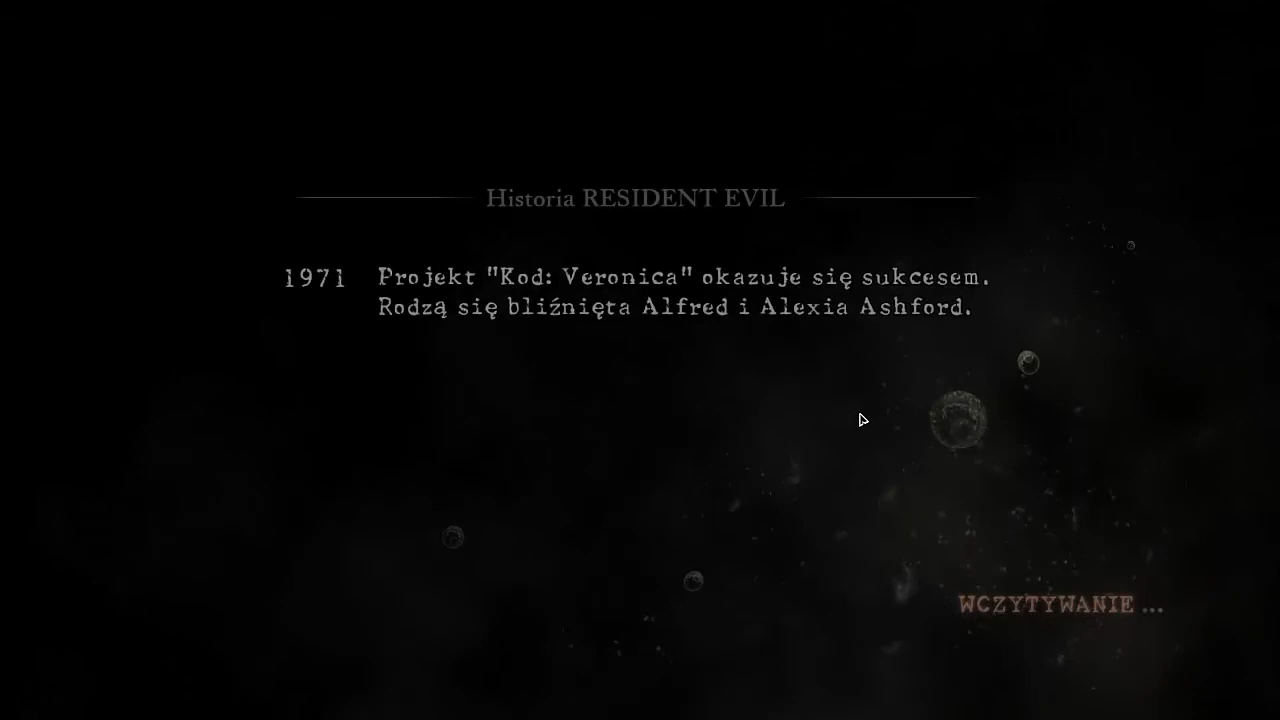 Historia RESIDENT EVIL
1971 Projekt "Kod: Veronica" okazuje się sukcesem.
Rodzą się bliźnięta Alfred i Alexia Ashford.
WCZYTYWANIE ...